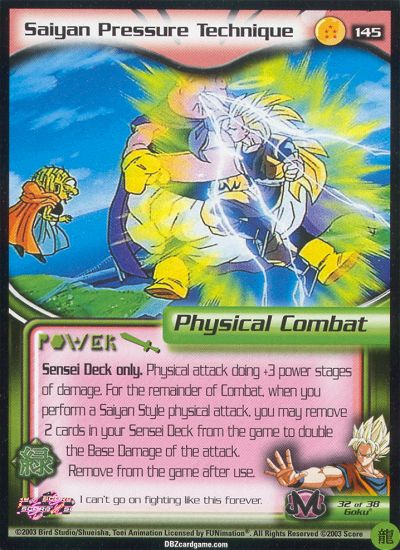 Saiyan Pressure Technique 145
Physical Combat
POWER
Sensei Deck only. Physical attack doing +3 power stages
of damage. For the remainder of Combat, when you
perform a Saiyan Style physical attack, you may remove
2 cards in your Sensei Deck from the game to double
the Base Damage of the attack.
Remove from the game after use.
緑
I can't go on fighting like this forever.
32 of 38
Goku
龍
©2003 Bird Studio/Shueisha, Toei Animation Licensed by FUNimation®. All Rights Reserved ©2003 Score
DBZcardgame.com